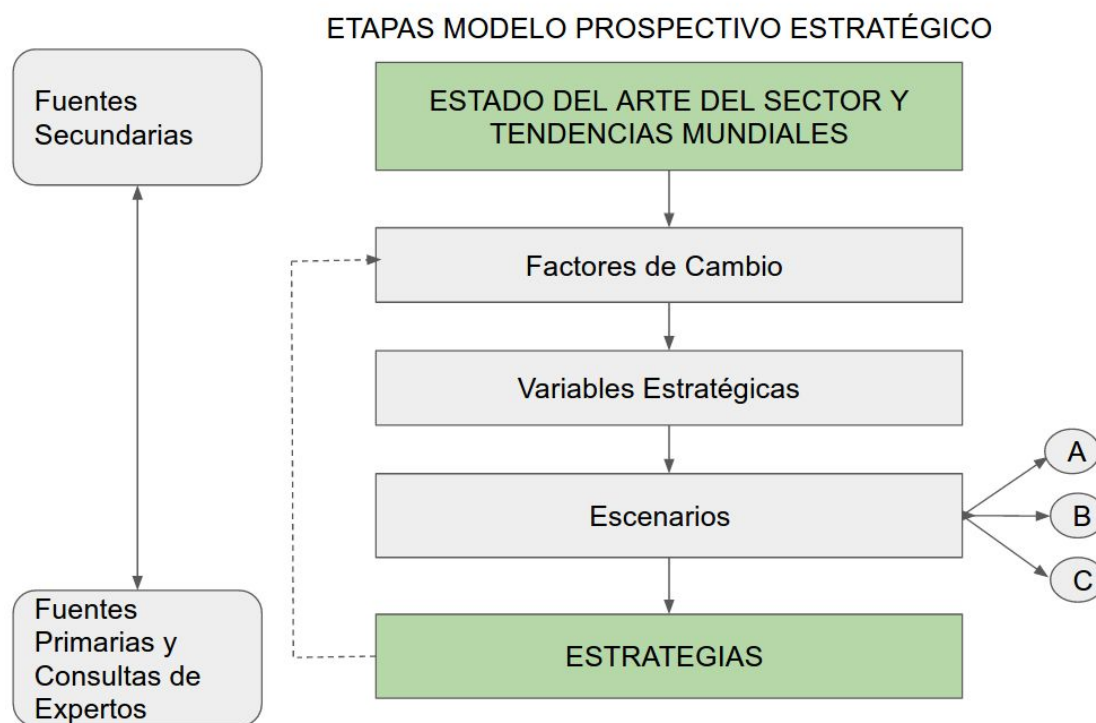 ETAPAS MODELO PROSPECTIVO ESTRATÉGICO
Fuentes
Secundarias
ESTADO DEL ARTE DEL SECTOR Y
TENDENCIAS MUNDIALES
Factores de Cambio
Variables Estratégicas
Escenarios
A
B
C
Fuentes
Primarias y
Consultas de
Expertos
ESTRATEGIAS